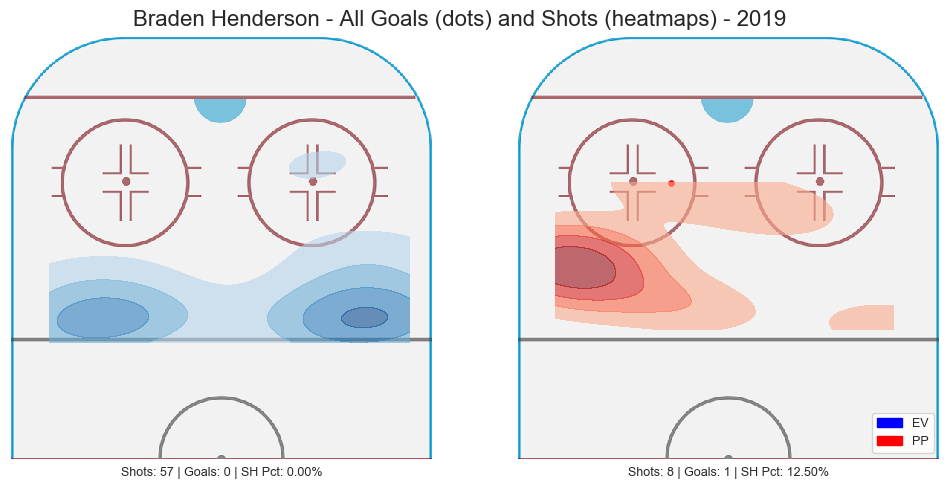 Braden Henderson - All Goals (dots) and Shots (heatmaps) - 2019
EV
PP
Shots: 57 | Goals: 0 | SH Pct: 0.00%
Shots: 8 | Goals: 1 | SH Pct: 12.50%